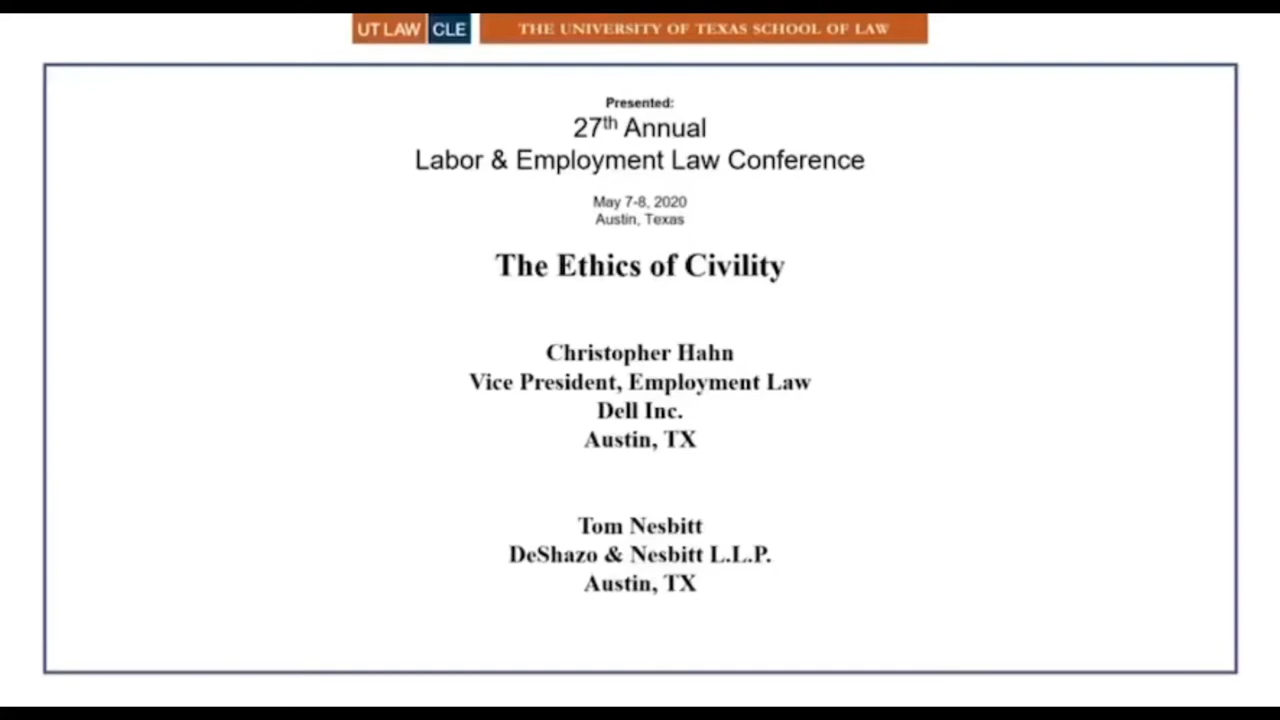 UT LAW CLE THE UNIVERSITY OF TEXAS SCHOOL OF LAW
Presented:
27th Annual
Labor & Employment Law Conference
May 7-8, 2020
Austin, Texas
The Ethics of Civility
Christopher Hahn
Vice President, Employment Law
Dell Inc.
Austin, TX
Tom Nesbitt
DeShazo & Nesbitt L.L.P.
Austin, TX